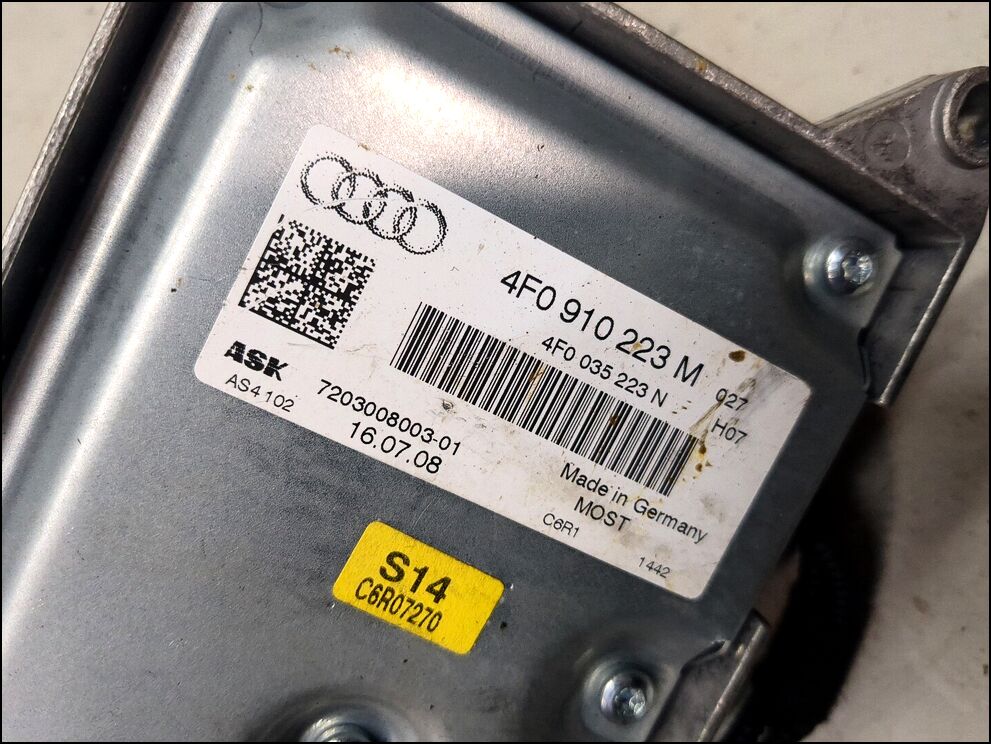 4F0 910 223 M
4F0 035 223 N
027
H07
ASK
AS4 102
7203008003-01
16.07.08
Made in Germany
MOST
C6R1
1442
S14
C6R07270